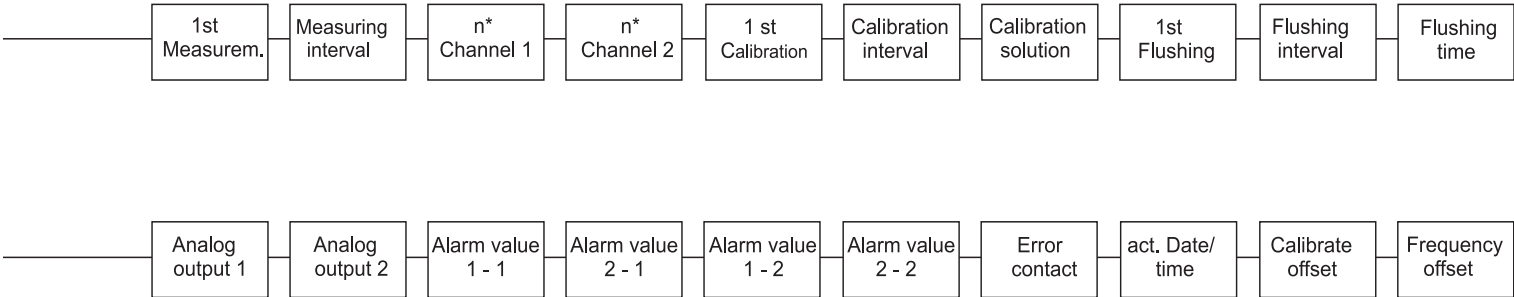 1st
Measurem.
Measuring
interval
n*
Channel 1
n*
Channel 2
1 st
Calibration
Calibration
interval
Calibration
solution
1st
Flushing
Flushing
interval
Flushing
time
Analog
output 1
Analog
output 2
Alarm value
1 - 1
Alarm value
2 - 1
Alarm value
1 - 2
Alarm value
2 - 2
Error
contact
act. Date/
time
Calibrate
offset
Frequency
offset